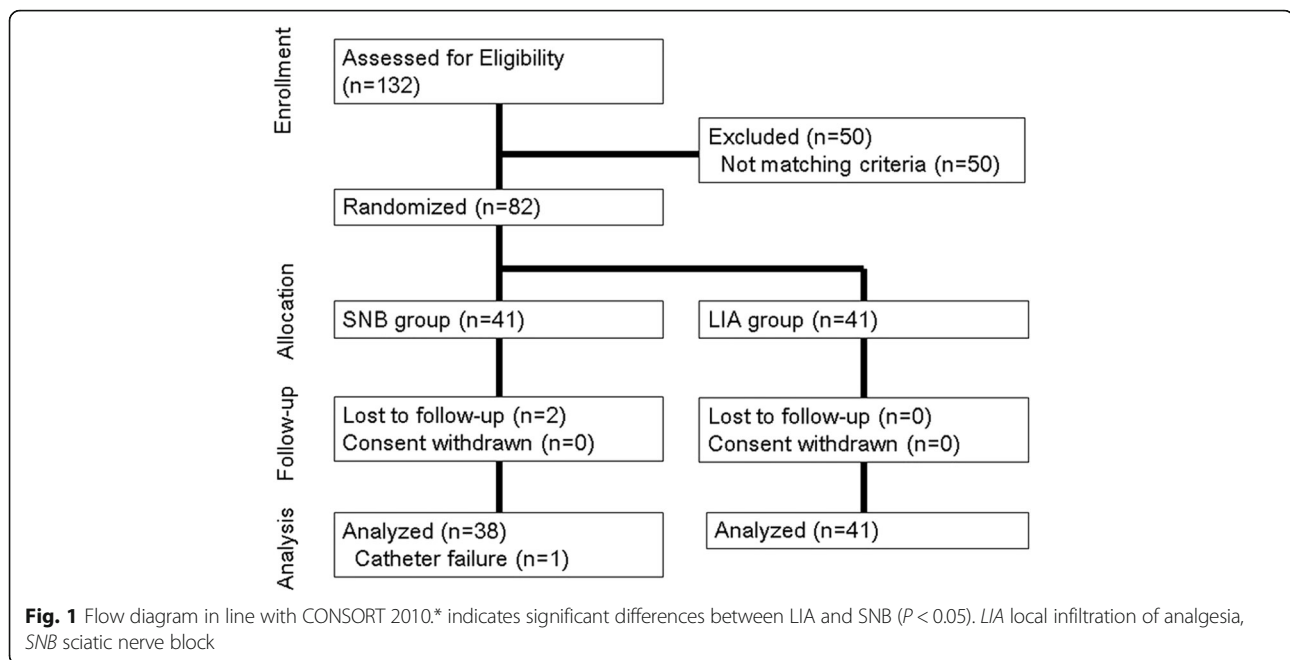 Enrollment
Assessed for Eligibility
(n=132)
Excluded (n=50)
Not matching criteria (n=50)
Randomized (n=82)
Allocation
SNB group (n=41)
LIA group (n=41)
Follow-up
Lost to follow-up (n=2)
Consent withdrawn (n=0)
Lost to follow-up (n=0)
Consent withdrawn (n=0)
Analysis
Analyzed (n=38)
Catheter failure (n=1)
Analyzed (n=41)
Fig. 1 Flow diagram in line with CONSORT 2010.* indicates significant differences between LIA and SNB (P < 0.05). LIA local infiltration of analgesia,
SNB sciatic nerve block